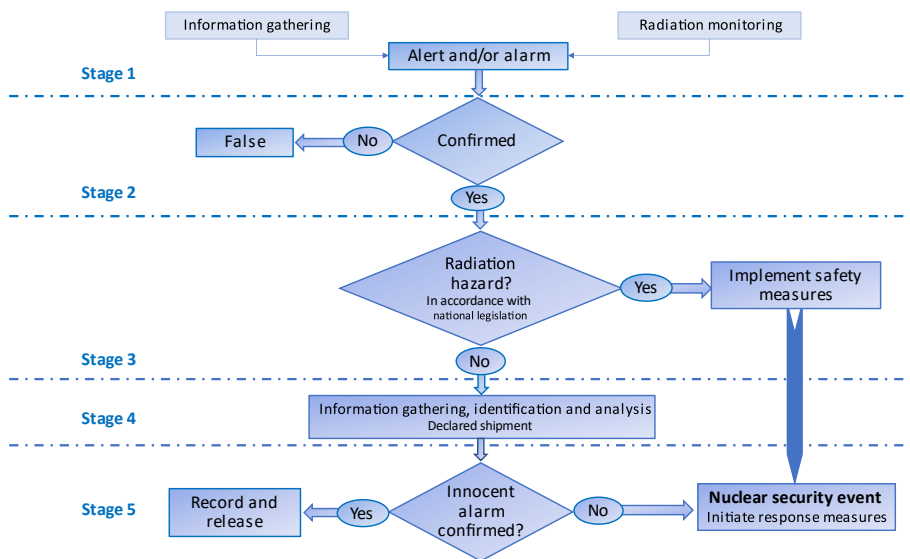 Information gathering
Radiation monitoring
Alert and/or alarm
Stage 1
Confirmed
No
False
Stage 2
Yes
Radiation
hazard?
In accordance with
national legislation
Yes
Implement safety
measures
Stage 3
No
Stage 4
Information gathering, identification and analysis
Declared shipment
Stage 5
Innocent
alarm
confirmed?
Yes
Record and
release
No
Nuclear security event
Initiate response measures